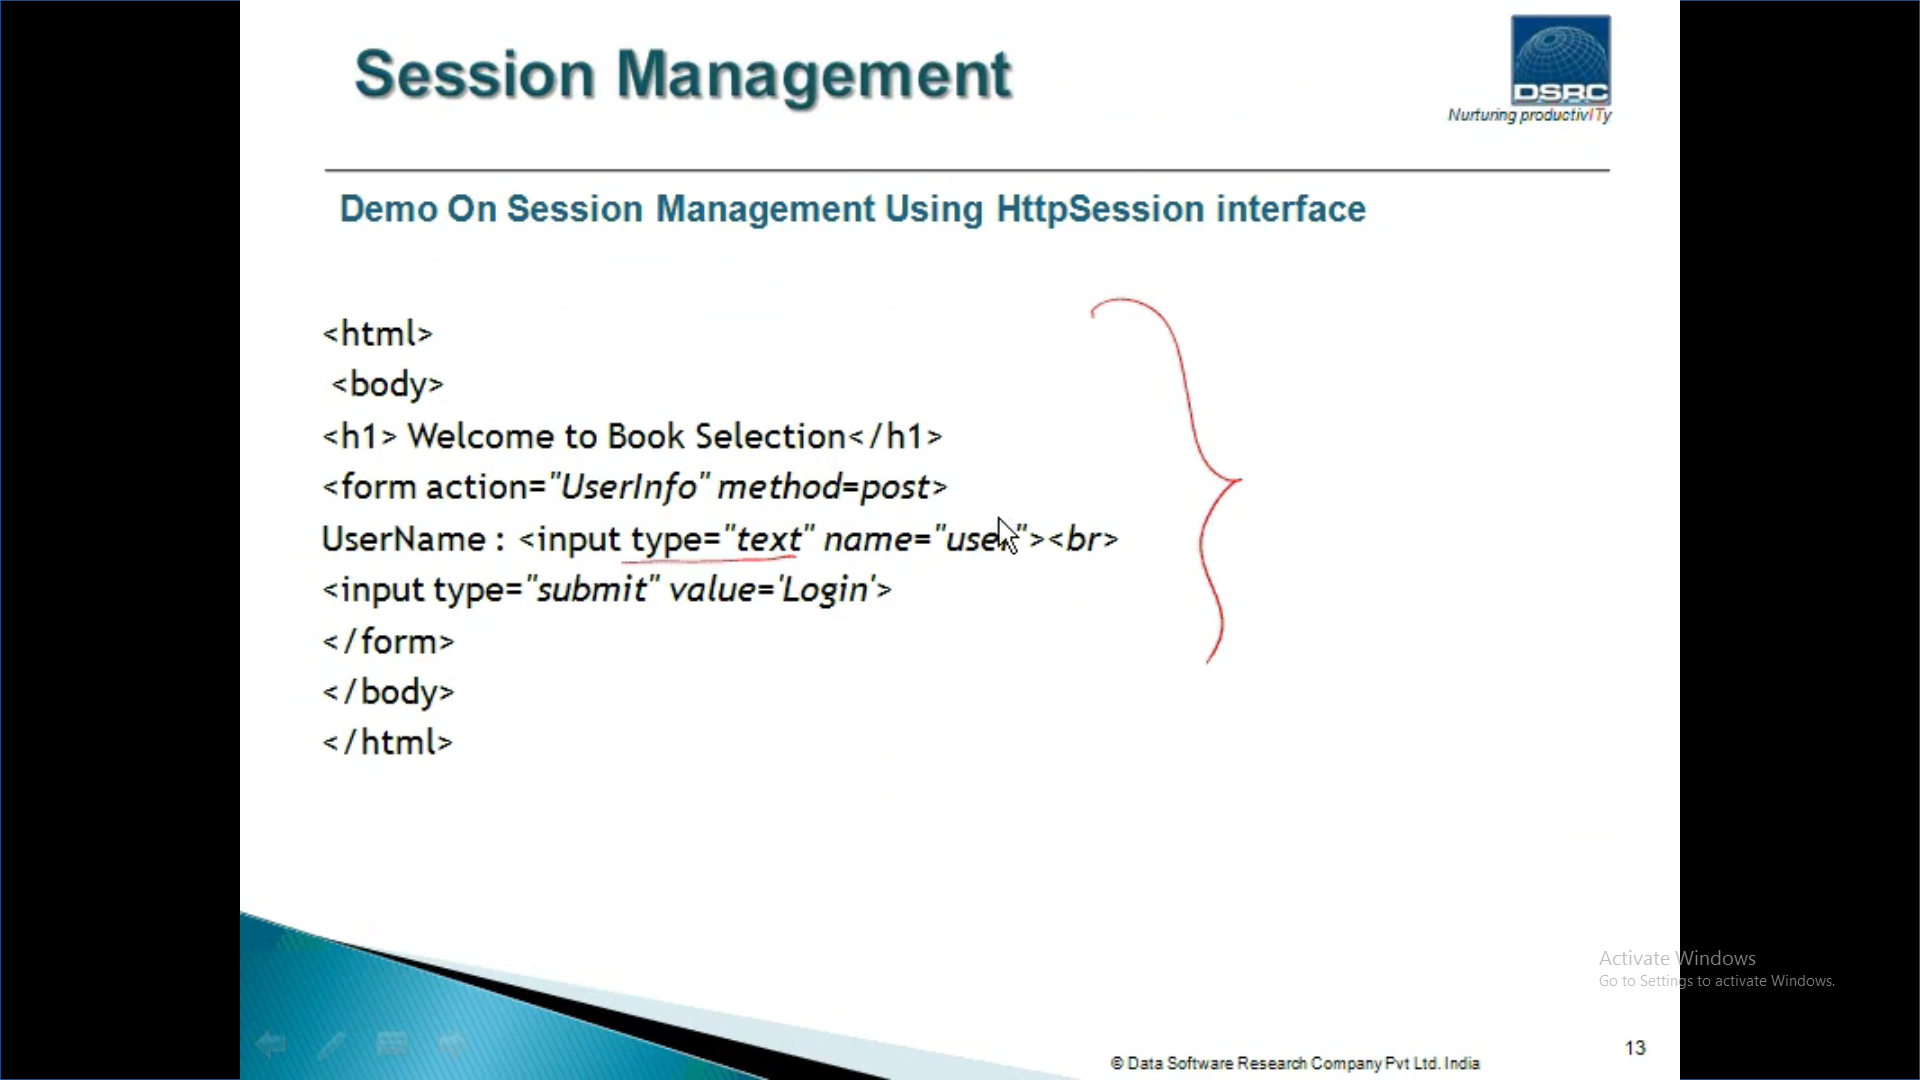 Session Management
DSRC
Nurturing productivITy
Demo On Session Management Using HttpSession interface
<html>
<body>
<h1> Welcome to Book Selection</h1>
<form action="UserInfo" method=post>
UserName : <input type="text" name="user"><br>
<input type="submit" value='Login'>
</form>
</body>
</html>
Activate Windows
Go to Settings to activate Windows.
13
© Data Software Research Company Pvt Ltd. India